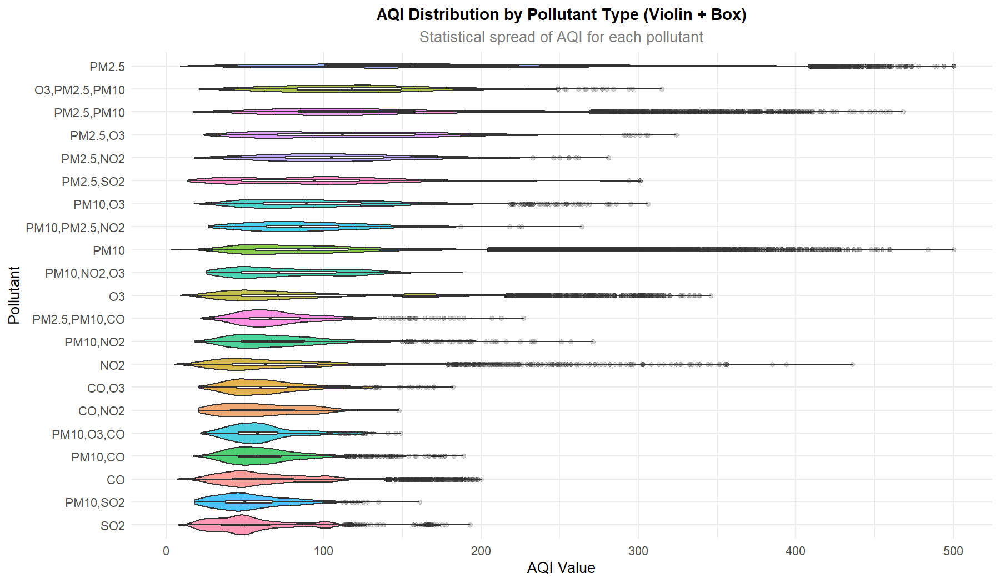 AQI Distribution by Pollutant Type (Violin + Box)
Statistical spread of AQI for each pollutant
Pollutant
PM2.5
O3,PM2.5,PM10
PM2.5,PM10
PM2.5,O3
PM2.5,NO2
PM2.5,SO2
PM10,O3
PM10,PM2.5,NO2
PM10
PM10,NO2,O3
O3
PM2.5,PM10,CO
PM10,NO2
NO2
CO,O3
CO,NO2
PM10,O3,CO
PM10,CO
CO
PM10,SO2
SO2
0 100 200 300 400 500
AQI Value